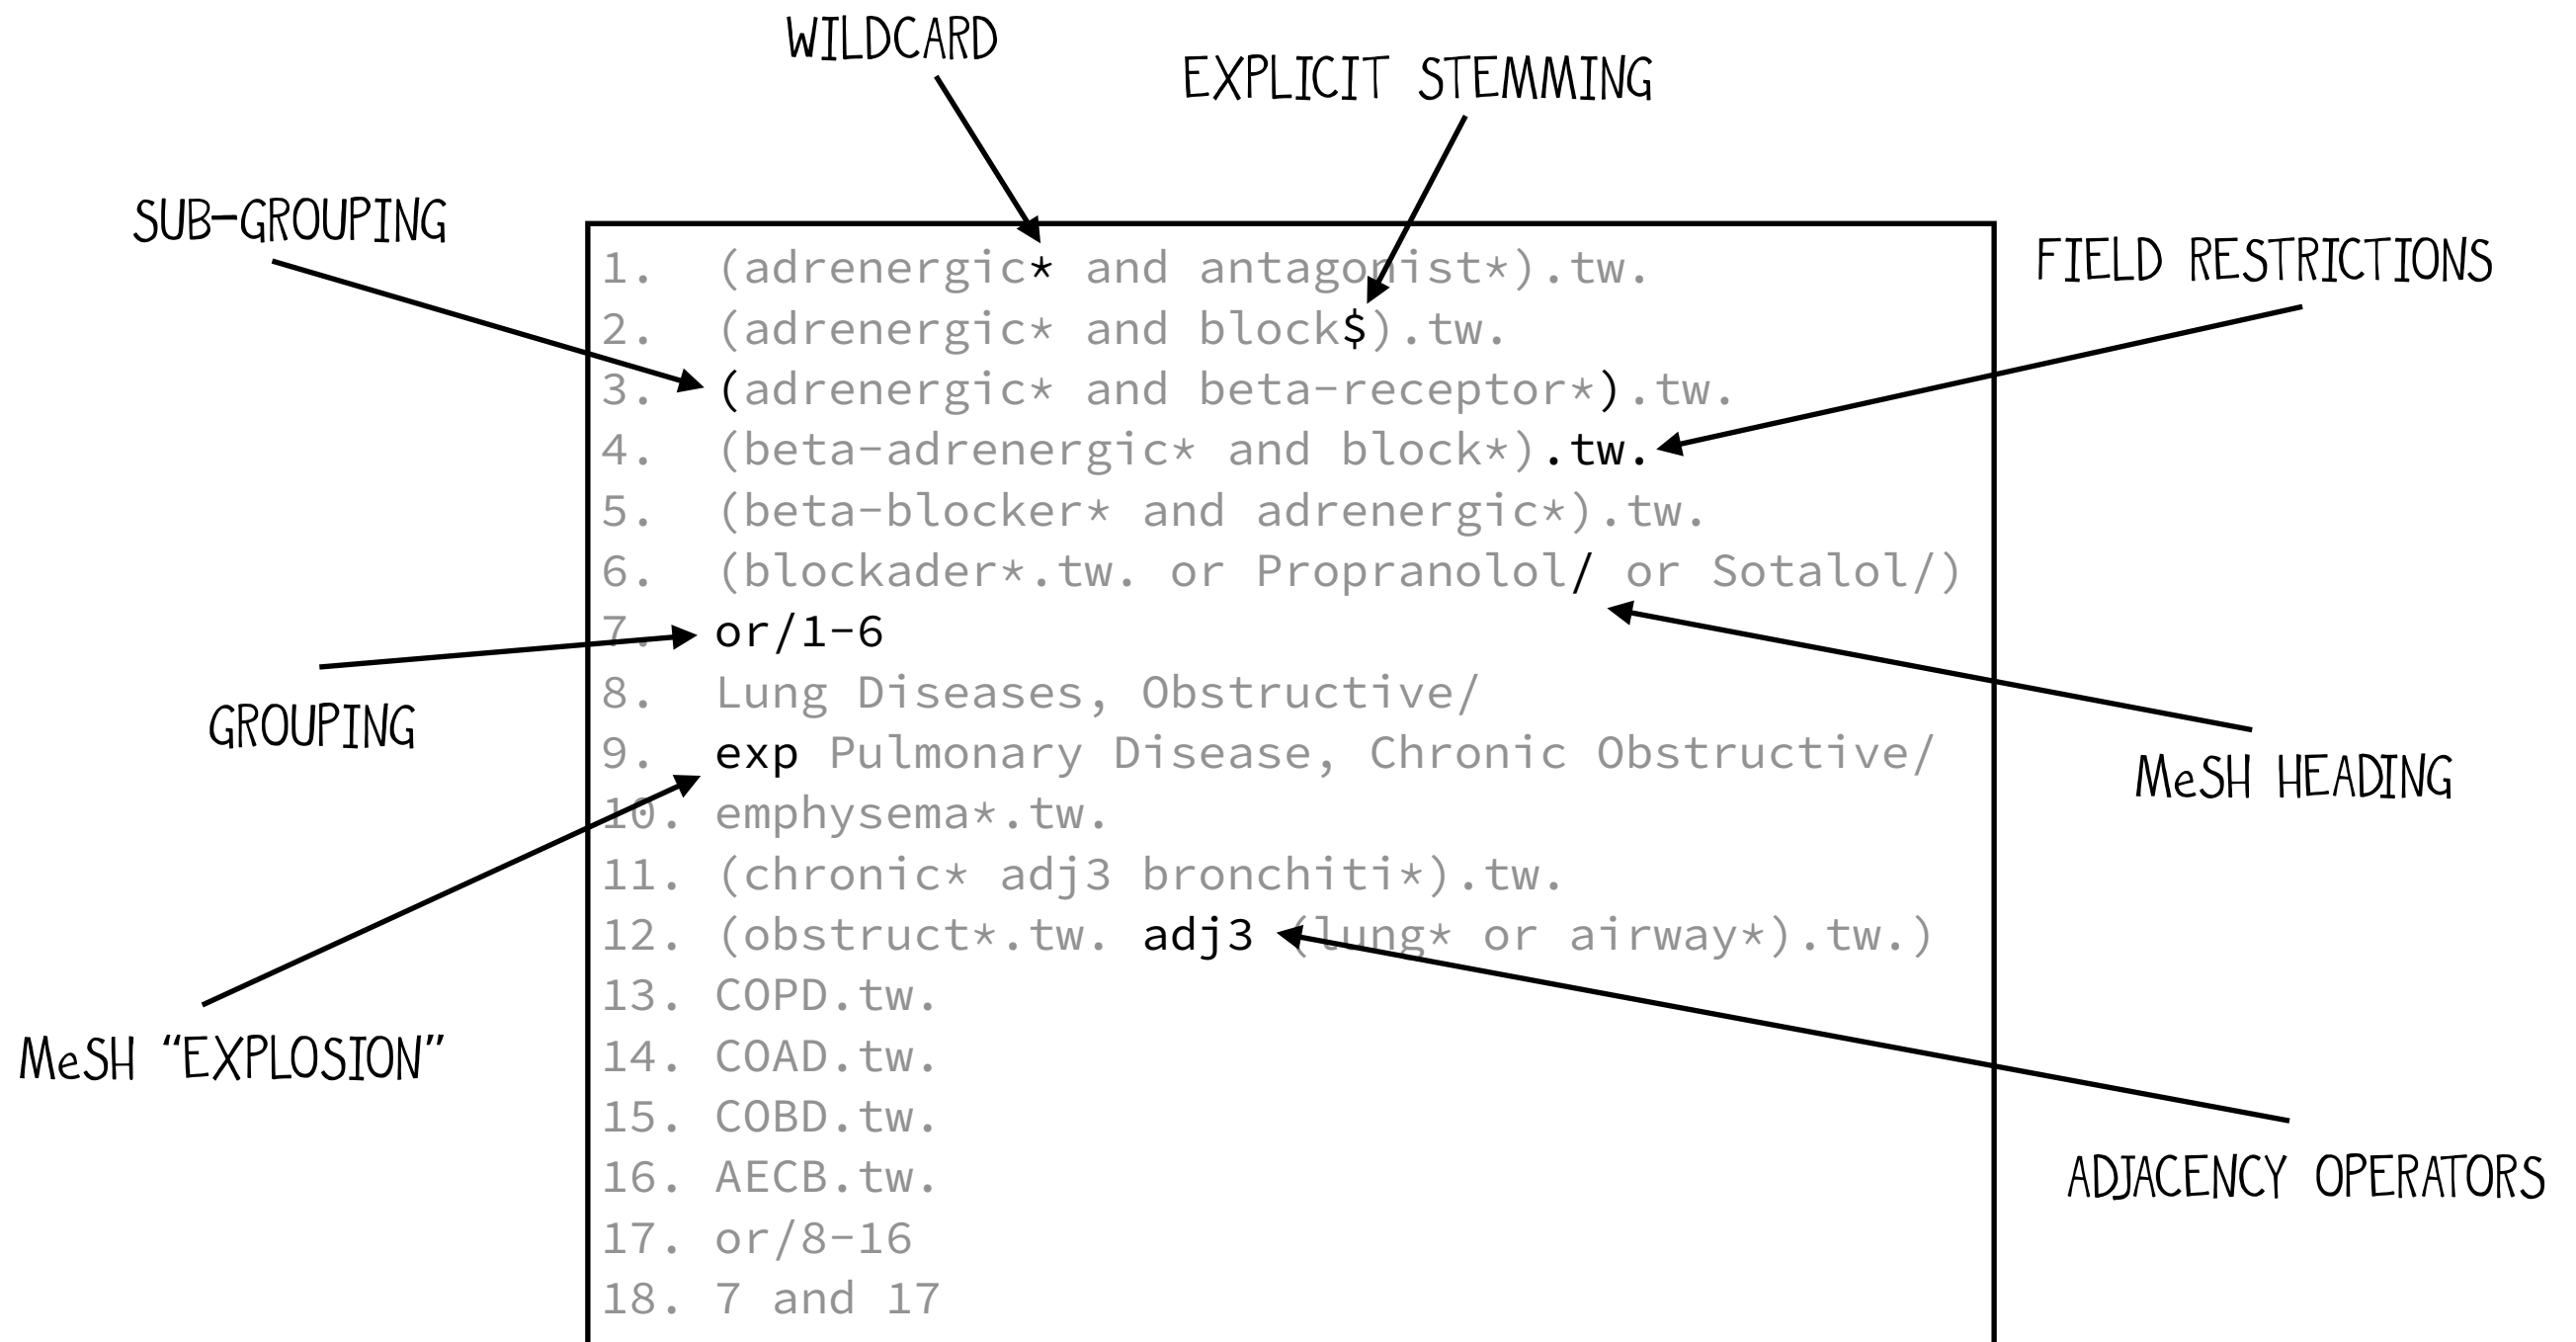 WILDCARD
EXPLICIT STEMMING
SUB-GROUPING
FIELD RESTRICTIONS
1. (adrenergic* and antagonist*).tw.
2. (adrenergic* and block$).tw.
3. (adrenergic* and beta-receptor*).tw.
4. (beta-adrenergic* and block*).tw.
5. (beta-blocker* and adrenergic*).tw.
6. (blockader*.tw. or Propranolol/ or Sotalol/)
7. or/1-6
8. Lung Diseases, Obstructive/
9. exp Pulmonary Disease, Chronic Obstructive/
10. emphysema*.tw.
11. (chronic* adj3 bronchiti*).tw.
12. (obstruct*.tw. adj3 (lung* or airway*).tw.)
13. COPD.tw.
14. COAD.tw.
15. COBD.tw.
16. AECB.tw.
17. or/8-16
18. 7 and 17
GROUPING
MeSH HEADING
MeSH “EXPLOSION”
ADJACENCY OPERATORS